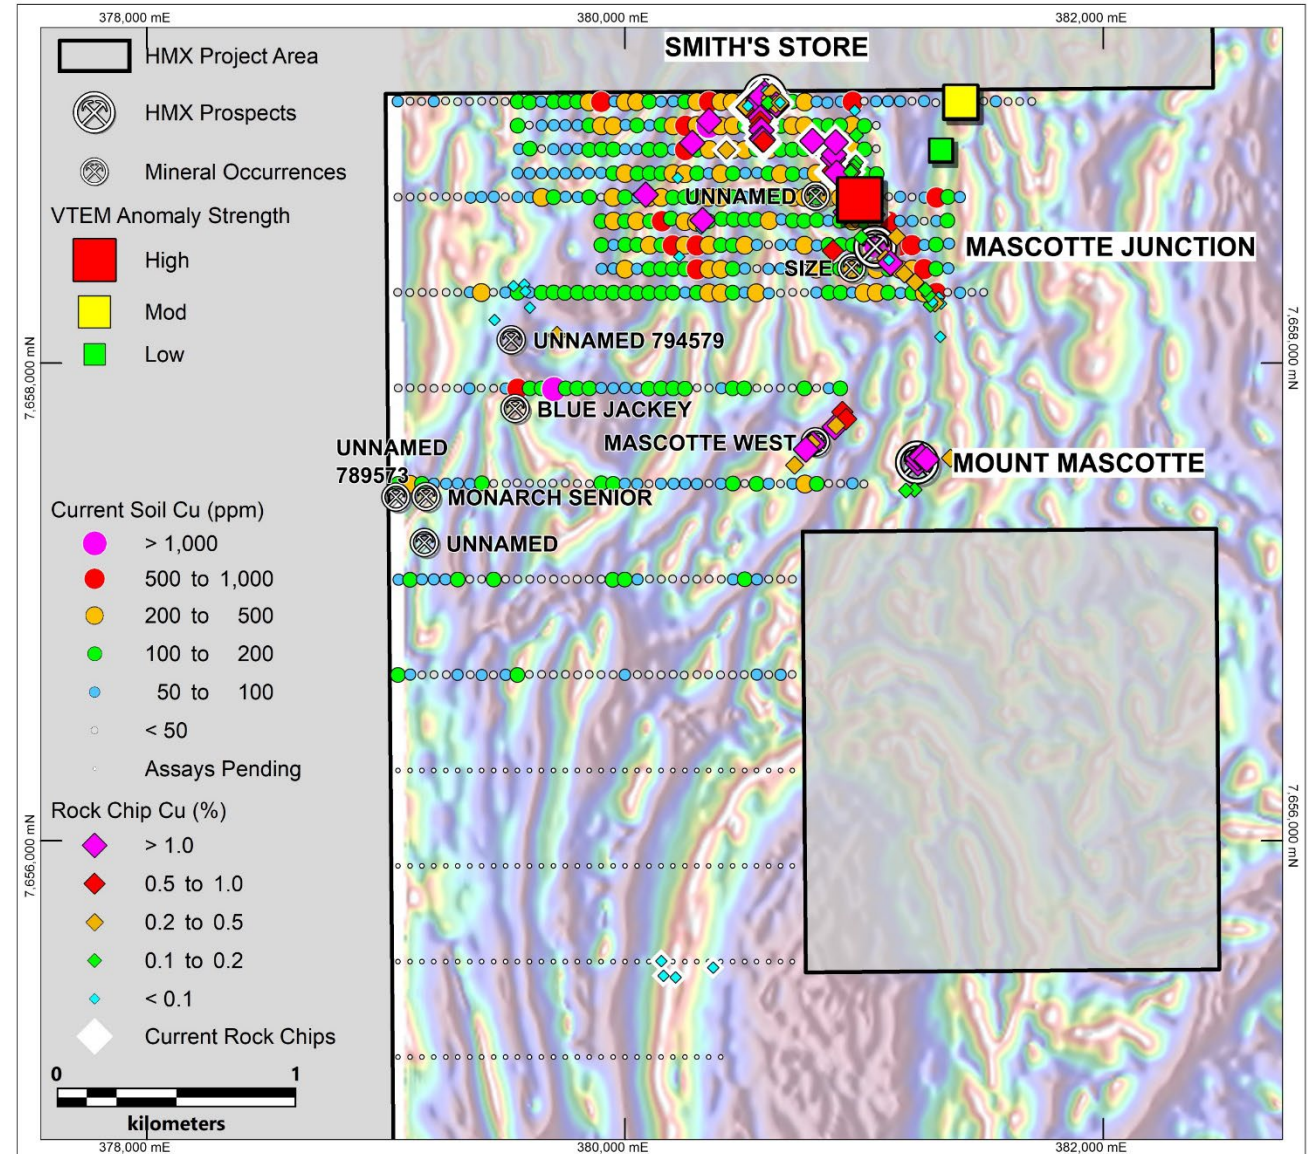 378,000 mE
380,000 mE
382,000 mE
HMX Project Area
HMX Prospects
Mineral Occurrences
VTEM Anomaly Strength
High
Mod
Low
Current Soil Cu (ppm)
> 1,000
500 to 1,000
200 to 500
100 to 200
50 to 100
< 50
Assays Pending
Rock Chip Cu (%)
> 1.0
0.5 to 1.0
0.2 to 0.5
0.1 to 0.2
< 0.1
Current Rock Chips
0 1
kilometers
SMITH'S STORE
UNNAMED
MASCOTTE JUNCTION
SIZE
UNNAMED 794579
BLUE JACKEY
MASCOTTE WEST
UNNAMED
789573
MOUNT MASCOTTE
MONARCH SENIOR
UNNAMED
7,658,000 mN
7,658,000 mN
7,656,000 mN
7,656,000 mN
378,000 mE
380,000 mE
382,000 mE